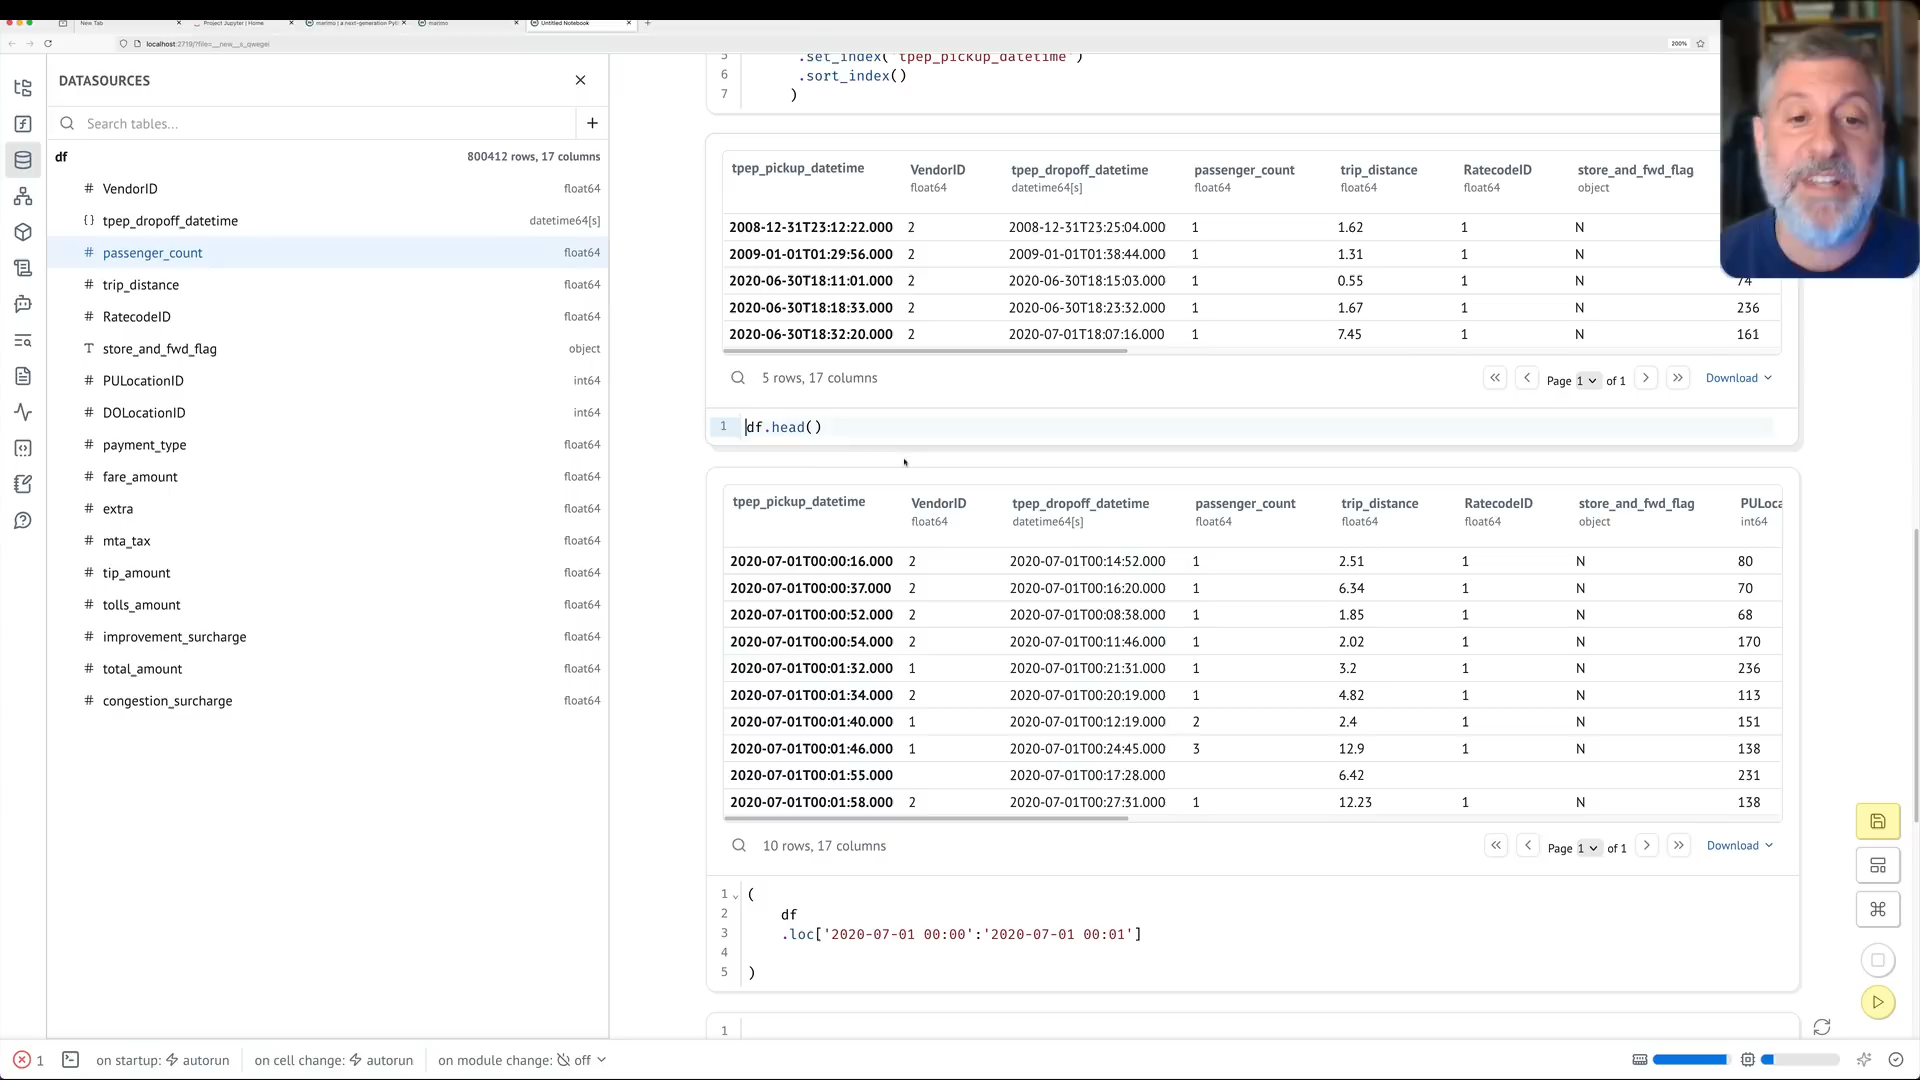 New Tab
Project Jupyter | Home
marimo | a next-generation Pyt
marimo
Untitled Notebook
200%
DATASOURCES
Search tables...
df 800412 rows, 17 columns
# VendorID float64
{} tpep_dropoff_datetime datetime64[s]
# passenger_count float64
# trip_distance float64
# RatecodeID float64
T store_and_fwd_flag object
# PULocationID int64
# DOLocationID int64
# payment_type float64
# fare_amount float64
# extra float64
# mta_tax float64
# tip_amount float64
# tolls_amount float64
# improvement_surcharge float64
# total_amount float64
# congestion_surcharge float64
5 .set_index('tpep_pickup_datetime')
6 .sort_index()
7 )
tpep_pickup_datetime VendorID tpep_dropoff_datetime passenger_count trip_distance RatecodeID store_and_fwd_flag
float64 datetime64[s] float64 float64 float64 object
2008-12-31T23:12:22.000 2 2008-12-31T23:25:04.000 1 1.62 1 N
2009-01-01T01:29:56.000 2 2009-01-01T01:38:44.000 1 1.31 1 N
2020-06-30T18:11:01.000 2 2020-06-30T18:15:03.000 1 0.55 1 N 74
2020-06-30T18:18:33.000 2 2020-06-30T18:23:32.000 1 1.67 1 N 236
2020-06-30T18:32:20.000 2 2020-07-01T18:07:16.000 1 7.45 1 N 161
5 rows, 17 columns Page 1 of 1 Download
1 df.head()
tpep_pickup_datetime VendorID tpep_dropoff_datetime passenger_count trip_distance RatecodeID store_and_fwd_flag PULoca
float64 datetime64[s] float64 float64 float64 object int64
2020-07-01T00:00:16.000 2 2020-07-01T00:14:52.000 1 2.51 1 N 80
2020-07-01T00:00:37.000 2 2020-07-01T00:16:20.000 1 6.34 1 N 70
2020-07-01T00:00:52.000 2 2020-07-01T00:08:38.000 1 1.85 1 N 68
2020-07-01T00:00:54.000 2 2020-07-01T00:11:46.000 1 2.02 1 N 170
2020-07-01T00:01:32.000 1 2020-07-01T00:21:31.000 1 3.2 1 N 236
2020-07-01T00:01:34.000 2 2020-07-01T00:20:19.000 1 4.82 1 N 113
2020-07-01T00:01:40.000 1 2020-07-01T00:12:19.000 2 2.4 1 N 151
2020-07-01T00:01:46.000 1 2020-07-01T00:24:45.000 3 12.9 1 N 138
2020-07-01T00:01:55.000 2020-07-01T00:17:28.000 6.42 231
2020-07-01T00:01:58.000 2 2020-07-01T00:27:31.000 1 12.23 1 N 138
10 rows, 17 columns Page 1 of 1 Download
1 (
2 df
3 .loc['2020-07-01 00:00':'2020-07-01 00:01']
4
5 )
1
1 on startup: autorun on cell change: autorun on module change: off